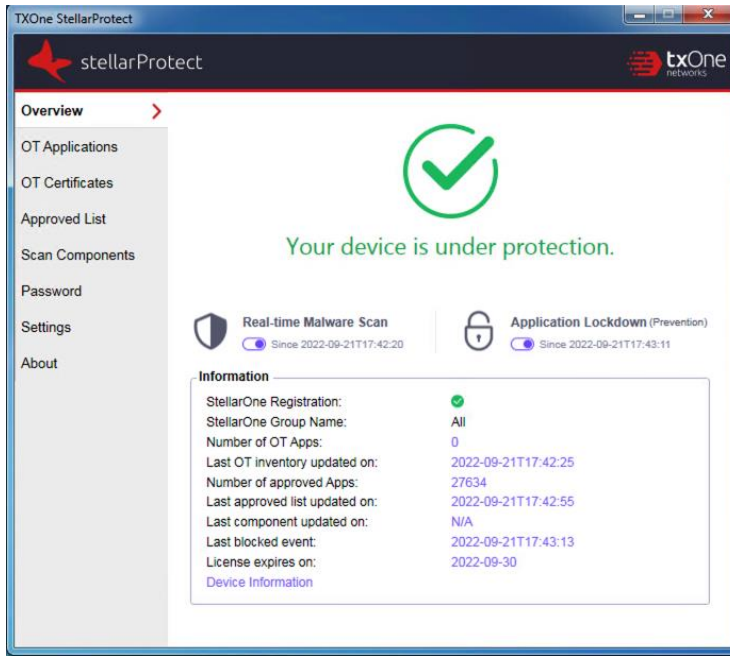 TXOne StellarProtect
stellarProtect
txOne
networks
Overview
OT Applications
OT Certificates
Approved List
Scan Components
Password
Settings
About
Your device is under protection.
Real-time Malware Scan
Since 2022-09-21T17:42:20
Application Lockdown (Prevention)
Since 2022-09-21T17:43:11
Information
StellarOne Registration:
StellarOne Group Name: All
Number of OT Apps: 0
Last OT inventory updated on: 2022-09-21T17:42:25
Number of approved Apps: 27634
Last approved list updated on: 2022-09-21T17:42:55
Last component updated on: N/A
Last blocked event: 2022-09-21T17:43:13
License expires on: 2022-09-30
Device Information